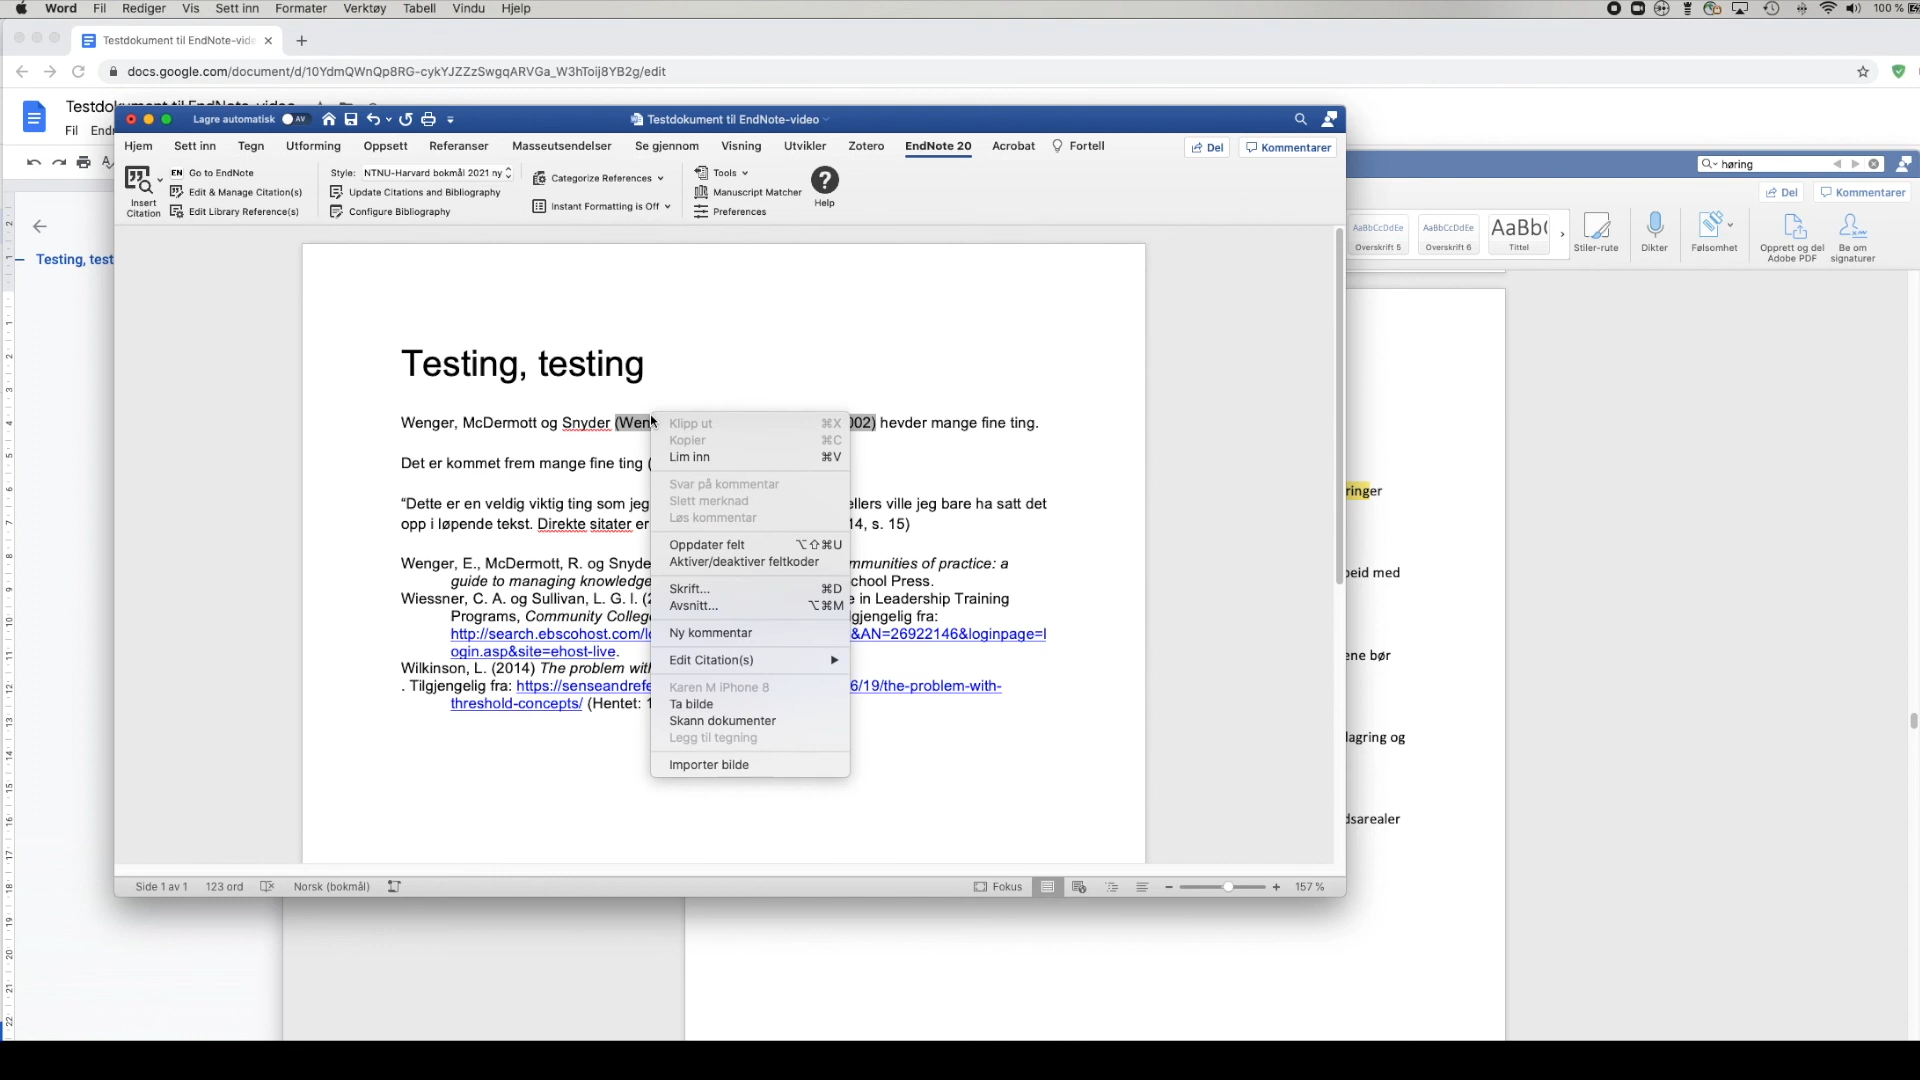 Word Fil Rediger Vis Sett inn Formater Verktøy Tabell Vindu Hjelp 100 %
Testdokument til EndNote-vide
docs.google.com/document/d/10YdmQWnQp8RG-cykYJZZzSwgqARVGa_W3hToij8YB2g/edit
Testdokument til EndNote-video
Fil
Lagre automatisk AV Testdokument til EndNote-video
Hjem Sett inn Tegn Utforming Oppsett Referanser Masseutsendelser Se gjennom Visning Utvikler Zotero EndNote 20 Acrobat Fortell Del Kommentarer
Insert Citation
EN Go to EndNote
Edit & Manage Citation(s)
Edit Library Reference(s)
Style: NTNU-Harvard bokmål 2021 ny
Update Citations and Bibliography
Configure Bibliography
Categorize References
Instant Formatting is Off
Tools
Manuscript Matcher
Preferences
Help
høring
Del Kommentarer
AaBbCcDdEe AaBbCcDdEe AaBb(
Overskrift 5 Overskrift 6 Tittel
Stiler-rute Dikter Følsomhet
Opprett og del Adobe PDF
Be om signaturer
Testing, test
Testing, testing
Wenger, McDermott og Snyder (Wen 002) hevder mange fine ting.
Det er kommet frem mange fine ting (
“Dette er en veldig viktig ting som jeg ellers ville jeg bare ha satt det
opp i løpende tekst. Direkte sitater er 14, s. 15)
Wenger, E., McDermott, R. og Snyde mmunities of practice: a
guide to managing knowledge chool Press.
Wiessner, C. A. og Sullivan, L. G. I. (2 e in Leadership Training
Programs, Community Colleg lgjengelig fra:
http://search.ebscohost.com/l &AN=26922146&loginpage=l
ogin.asp&site=ehost-live.
Wilkinson, L. (2014) The problem wit
. Tilgjengelig fra: https://senseandrefe 6/19/the-problem-with-
threshold-concepts/ (Hentet: 1
Klipp ut ⌘X
Kopier ⌘C
Lim inn ⌘V
Svar på kommentar
Slett merknad
Løs kommentar
Oppdater felt ⌥⇧⌘U
Aktiver/deaktiver feltkoder
Skrift... ⌘D
Avsnitt... ⌥⌘M
Ny kommentar
Edit Citation(s)
Karen M iPhone 8
Ta bilde
Skann dokumenter
Legg til tegning
Importer bilde
ringer
beid med
ene bør
lagring og
dsarealer
Side 1 av 1 123 ord Norsk (bokmål) Fokus 157 %